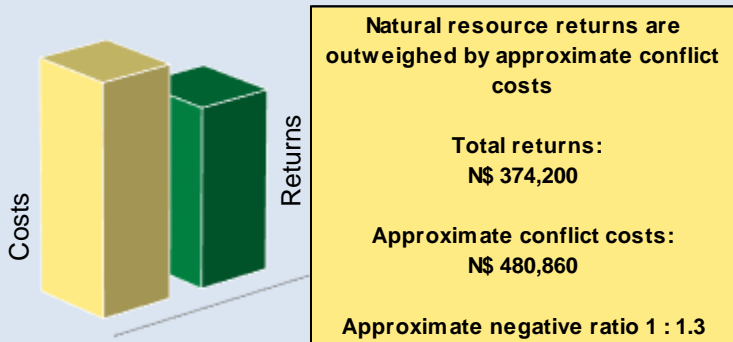 Costs
Returns
Natural resource returns are
outweighed by approximate conflict
costs
Total returns:
N$ 374,200
Approximate conflict costs:
N$ 480,860
Approximate negative ratio 1 : 1.3